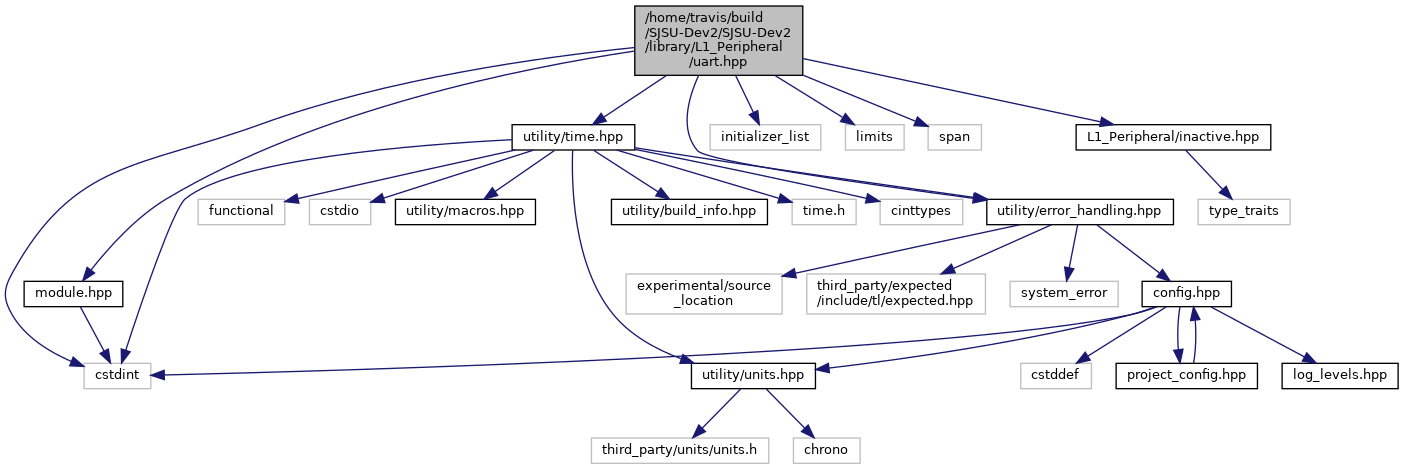 /home/travis/build
/SJSU-Dev2/SJSU-Dev2
/library/L1_Peripheral
/uart.hpp
utility/time.hpp
initializer_list
limits
span
L1_Peripheral/inactive.hpp
functional
cstdio
utility/macros.hpp
utility/build_info.hpp
time.h
cinttypes
utility/error_handling.hpp
type_traits
module.hpp
experimental/source
_location
third_party/expected
/include/tl/expected.hpp
system_error
config.hpp
cstdint
utility/units.hpp
cstddef
project_config.hpp
log_levels.hpp
third_party/units/units.h
chrono